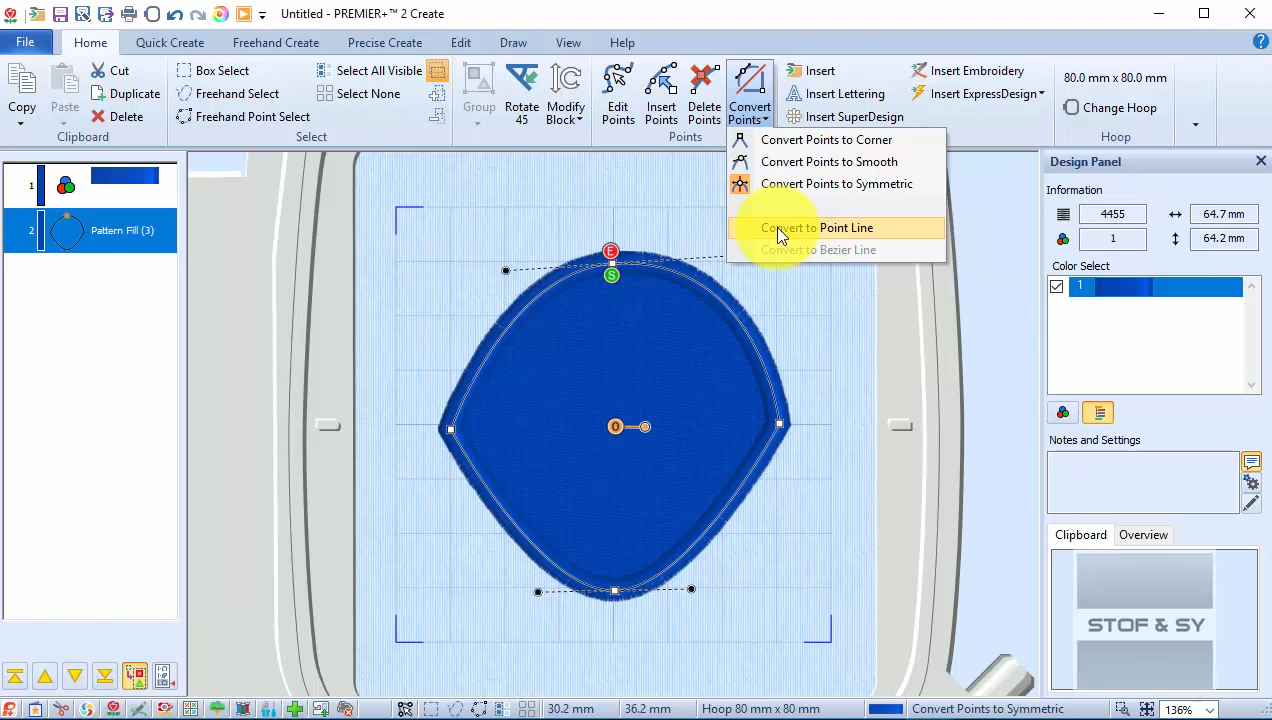 Untitled - PREMIER+™ 2 Create
File
Home
Quick Create
Freehand Create
Precise Create
Edit
Draw
View
Help
Copy
Paste
Cut
Duplicate
Delete
Clipboard
Box Select
Freehand Select
Freehand Point Select
Select All Visible
Select None
Select
Group
Rotate 45
Modify Block
Edit Points
Insert Points
Delete Points
Convert Points
Points
Insert
Insert Lettering
Insert SuperDesign
Insert Embroidery
Insert ExpressDesign
80.0 mm x 80.0 mm
Change Hoop
Hoop
Convert Points to Corner
Convert Points to Smooth
Convert Points to Symmetric
Convert to Point Line
Convert to Bezier Line
1
2
Pattern Fill (3)
E
S
0
Design Panel
Information
4455
64.7 mm
1
64.2 mm
Color Select
1
Notes and Settings
Clipboard
Overview
STOF & SY
30.2 mm
36.2 mm
Hoop 80 mm x 80 mm
Convert Points to Symmetric
136%